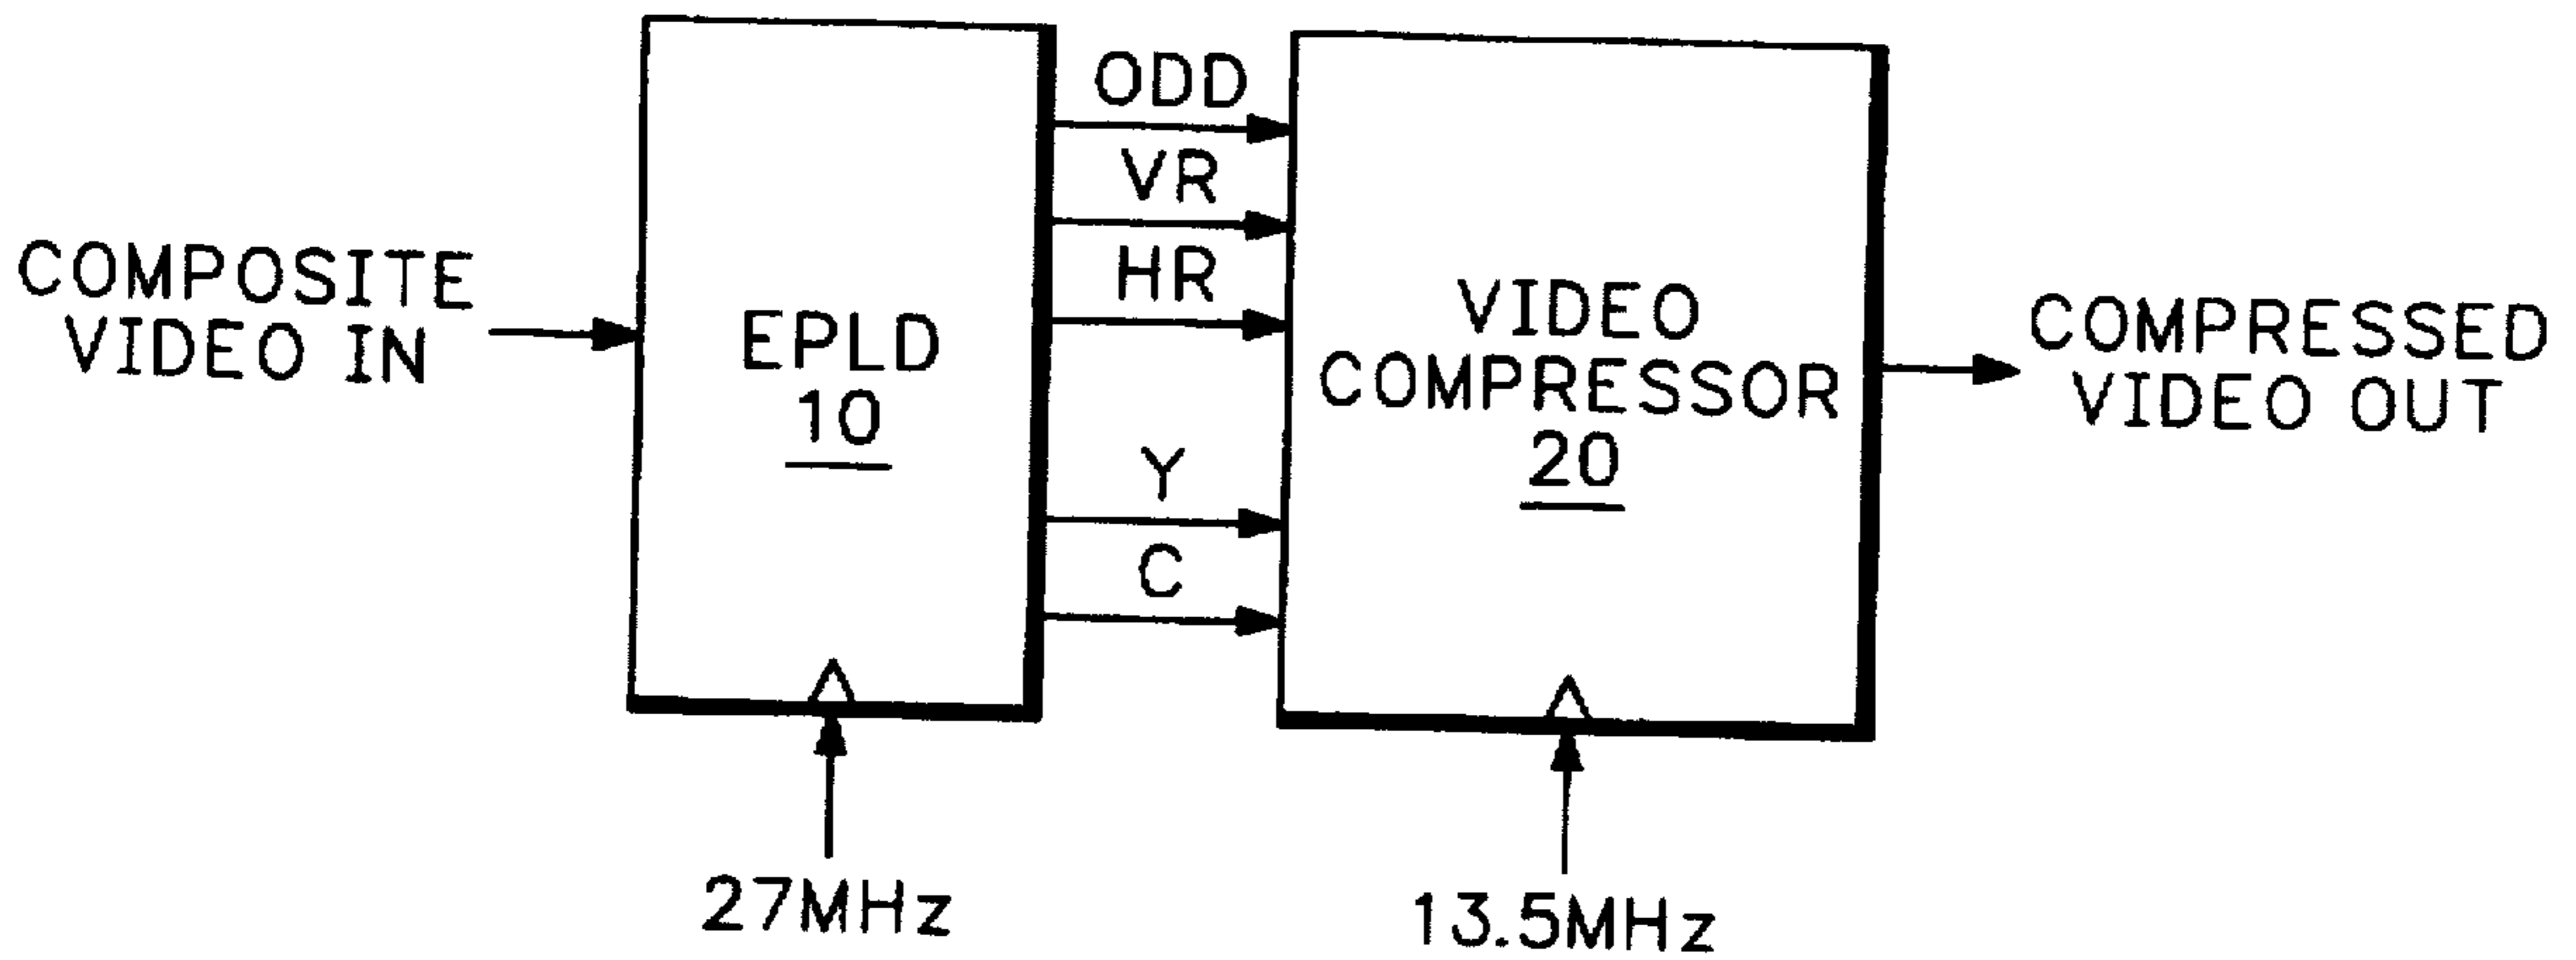 COMPOSITE
VIDEO IN
EPLD
10
27MHz
ODD
VR
HR
Y
C
VIDEO
COMPRESSOR
20
13.5MHz
COMPRESSED
VIDEO OUT